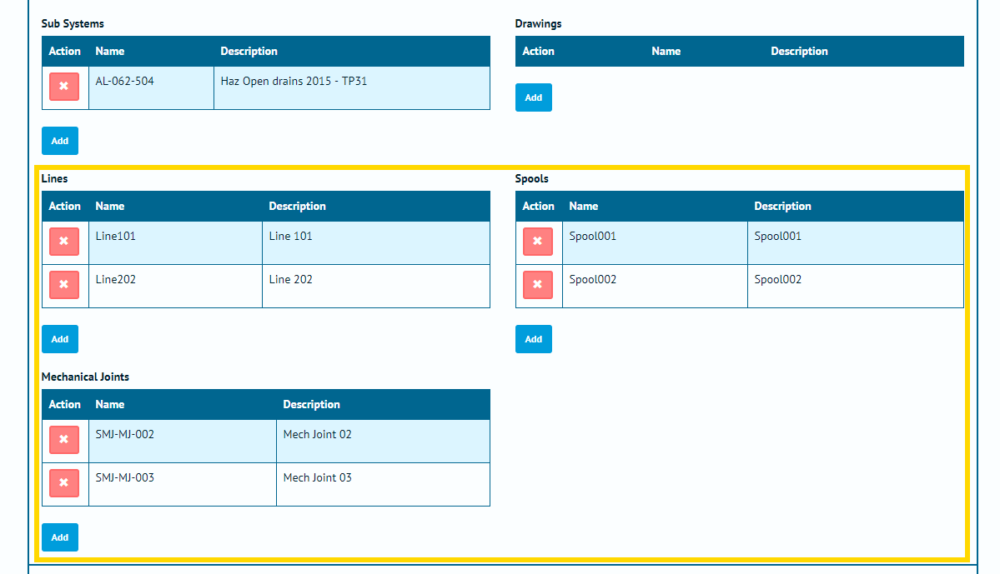 Sub Systems
Action Name Description
AL-062-504 Haz Open drains 2015 - TP31
Add
Drawings
Action Name Description
Add
Lines
Action Name Description
Line101 Line 101
Line202 Line 202
Add
Spools
Action Name Description
Spool001 Spool001
Spool002 Spool002
Add
Mechanical Joints
Action Name Description
SMJ-MJ-002 Mech Joint 02
SMJ-MJ-003 Mech Joint 03
Add